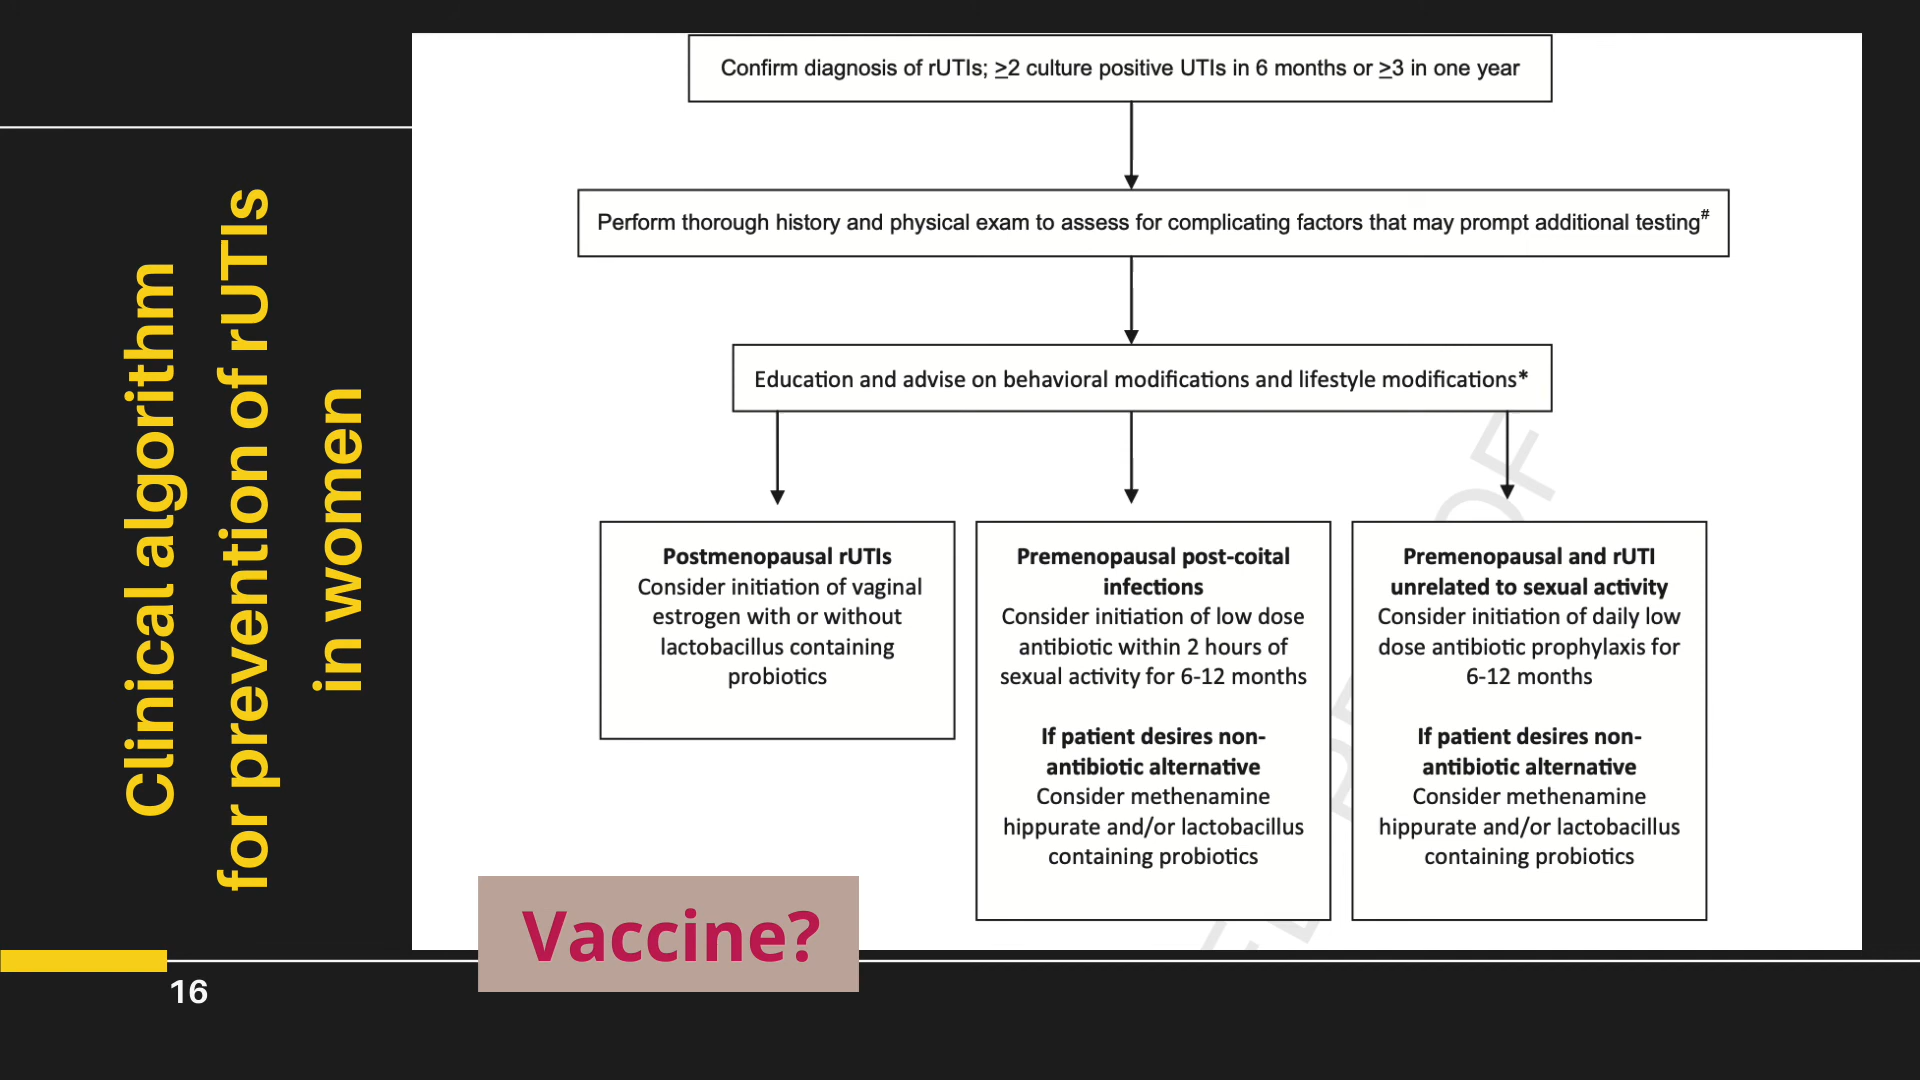 Clinical algorithm
for prevention of rUTIs
in women
Confirm diagnosis of rUTIs; ≥2 culture positive UTIs in 6 months or ≥3 in one year
Perform thorough history and physical exam to assess for complicating factors that may prompt additional testing#
Education and advise on behavioral modifications and lifestyle modifications*
Postmenopausal rUTIs
Consider initiation of vaginal
estrogen with or without
lactobacillus containing
probiotics
Premenopausal post-coital
infections
Consider initiation of low dose
antibiotic within 2 hours of
sexual activity for 6-12 months
If patient desires non-
antibiotic alternative
Consider methenamine
hippurate and/or lactobacillus
containing probiotics
Premenopausal and rUTI
unrelated to sexual activity
Consider initiation of daily low
dose antibiotic prophylaxis for
6-12 months
If patient desires non-
antibiotic alternative
Consider methenamine
hippurate and/or lactobacillus
containing probiotics
Vaccine?
16